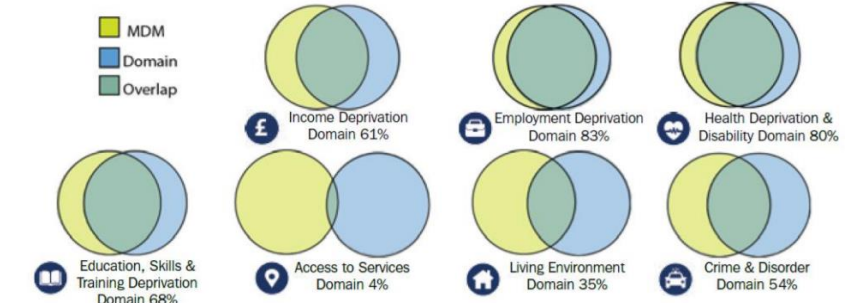 MDM
Domain
Overlap
£
Income Deprivation
Domain 61%
Employment Deprivation
Domain 83%
Health Deprivation &
Disability Domain 80%
Education, Skills &
Training Deprivation
Domain 68%
Access to Services
Domain 4%
Living Environment
Domain 35%
Crime & Disorder
Domain 54%